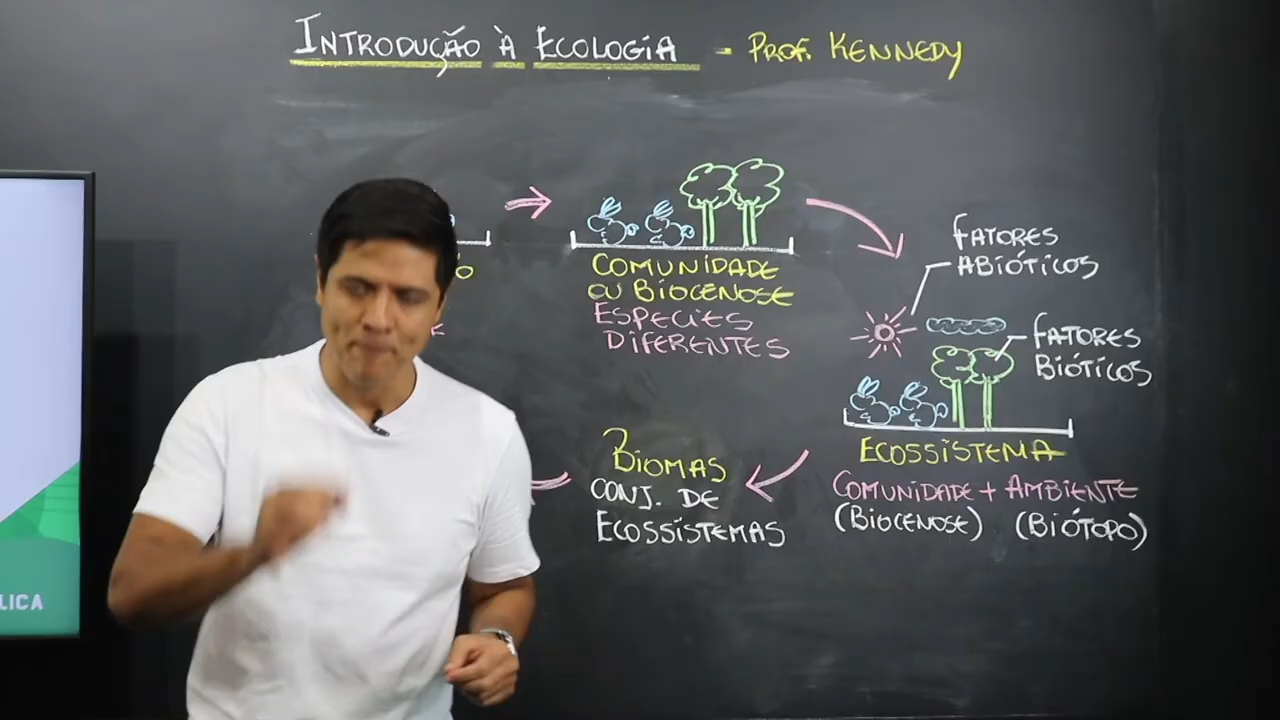 INTRODUÇÃO À ECOLOGIA - PROF. KENNEDY
COMUNIDADE
OU BIOCENOSE
ESPÉCIES
DIFERENTES
FATORES
ABIÓTICOS
FATORES
BIÓTICOS
ECOSSISTEMA
COMUNIDADE + AMBIENTE
(BIOCENOSE) (BIÓTOPO)
BIOMAS
CONJ. DE
ECOSSISTEMAS
LICA